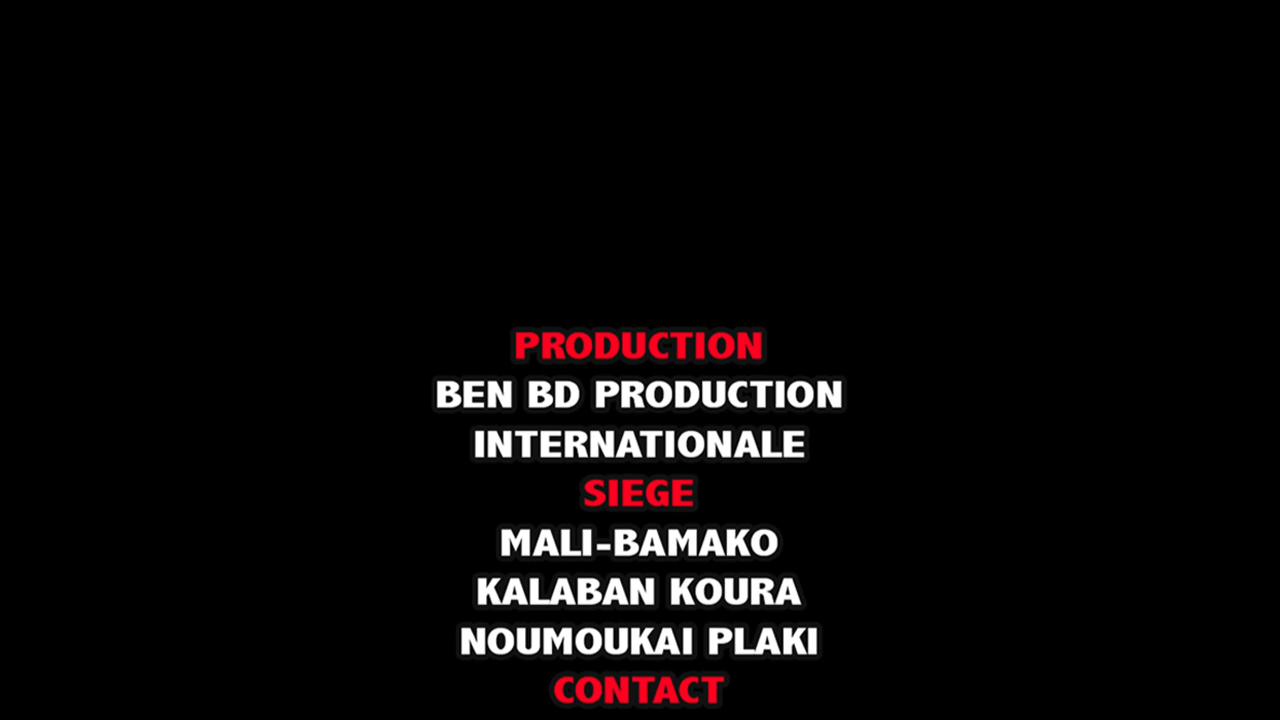 PRODUCTION
BEN BD PRODUCTION
INTERNATIONALE
SIEGE
MALI-BAMAKO
KALABAN KOURA
NOUMOUKAI PLAKI
CONTACT